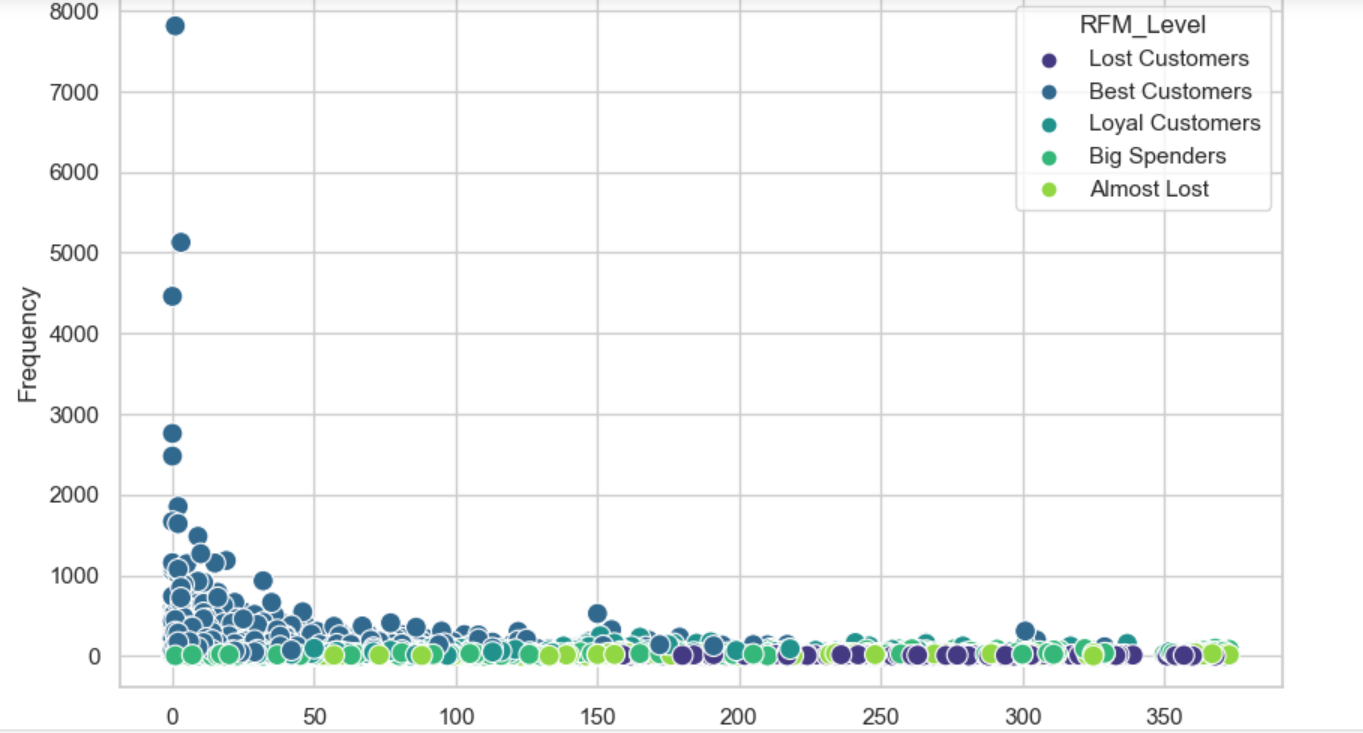 8000
7000
6000
5000
4000
3000
2000
1000
0
Frequency
RFM_Level
Lost Customers
Best Customers
Loyal Customers
Big Spenders
Almost Lost
0 50 100 150 200 250 300 350